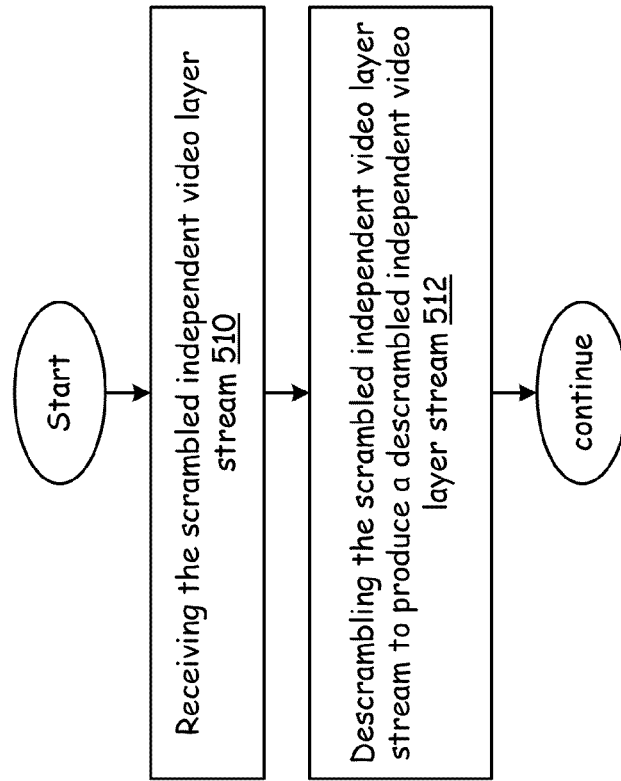 Start
Receiving the scrambled independent video layer
stream 510
Descrambling the scrambled independent video layer
stream to produce a descrambled independent video
layer stream 512
continue